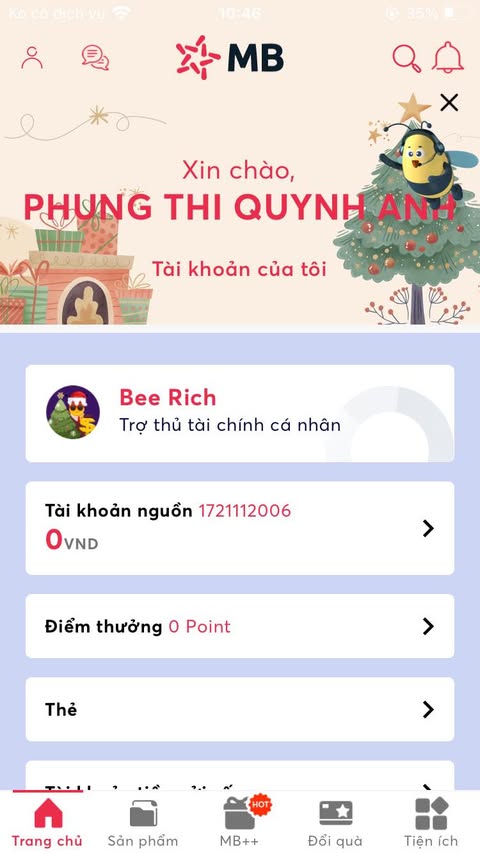 Ko có dịch vụ 10:46 35%
MB
Xin chào,
PHUNG THI QUYNH ANH
Tài khoản của tôi
Bee Rich
Trợ thủ tài chính cá nhân
Tài khoản nguồn 1721112006
0 VND
Điểm thưởng 0 Point
Thẻ
HOT
Trang chủ Sản phẩm MB++ Đổi quà Tiện ích